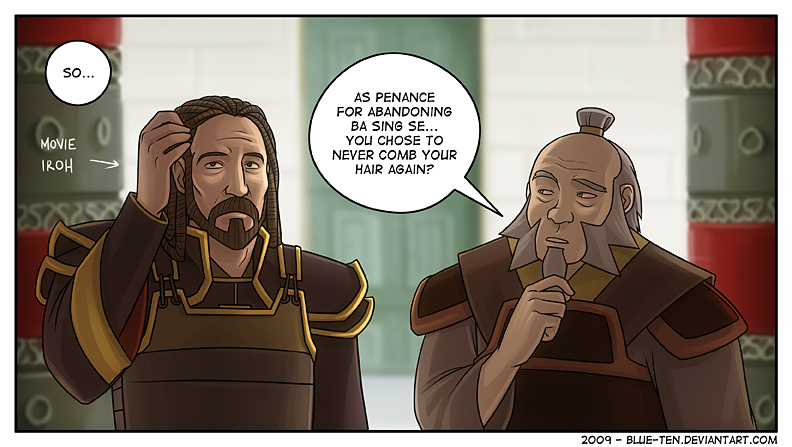 SO...
MOVIE
IROH
AS PENANCE
FOR ABANDONING
BA SING SE...
YOU CHOSE TO
NEVER COMB YOUR
HAIR AGAIN?
2009 - BLUE-TEN.DEVIANTART.COM